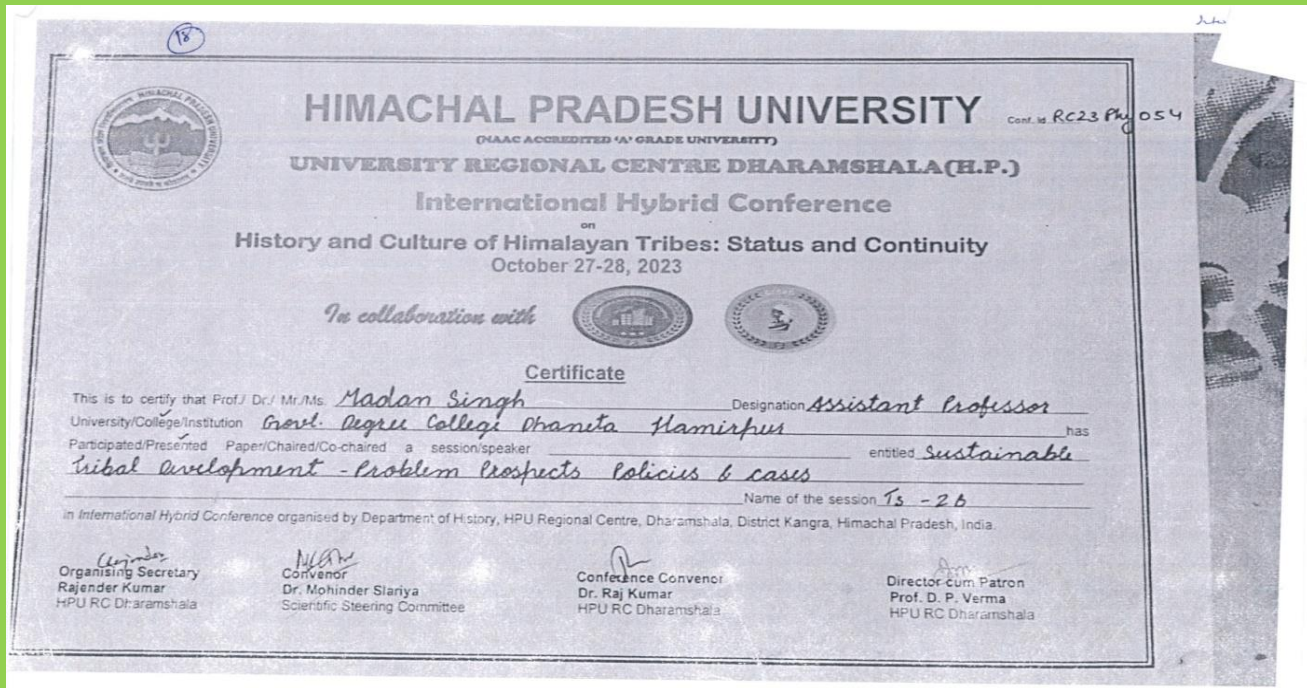 18
HIMACHAL PRADESH UNIVERSITY
Conf. Id. RC23 Phy 054
(NAAC ACCREDITED 'A' GRADE UNIVERSITY)
UNIVERSITY REGIONAL CENTRE DHARAMSHALA(H.P.)
International Hybrid Conference
on
History and Culture of Himalayan Tribes: Status and Continuity
October 27-28, 2023
In collaboration with
Certificate
This is to certify that Prof./ Dr./ Mr./Ms. Madan Singh Designation Assistant Professor
University/College/Institution Govt. Degree College Dhaneta Hamirpur has
Participated/Presented Paper/Chaired/Co-chaired a session/speaker entitled Sustainable
Tribal Development - Problem Prospects Policies & cases
Name of the session Ts - 2b
in International Hybrid Conference organised by Department of History, HPU Regional Centre, Dharamshala, District Kangra, Himachal Pradesh, India.
Organising Secretary
Rajender Kumar
HPU RC Dharamshala
Convenor
Dr. Mohinder Slariya
Scientific Steering Committee
Conference Convenor
Dr. Raj Kumar
HPU RC Dharamshala
Director cum Patron
Prof. D. P. Verma
HPU RC Dharamshala